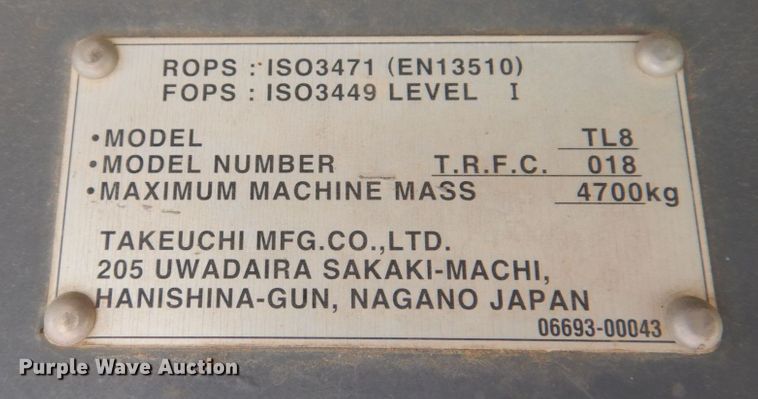 ROPS : ISO3471 (EN13510)
FOPS : ISO3449 LEVEL I
•MODEL TL8
•MODEL NUMBER T.R.F.C. 018
•MAXIMUM MACHINE MASS 4700kg
TAKEUCHI MFG.CO.,LTD.
205 UWADAIRA SAKAKI-MACHI,
HANISHINA-GUN, NAGANO JAPAN
06693-00043
Purple Wave Auction